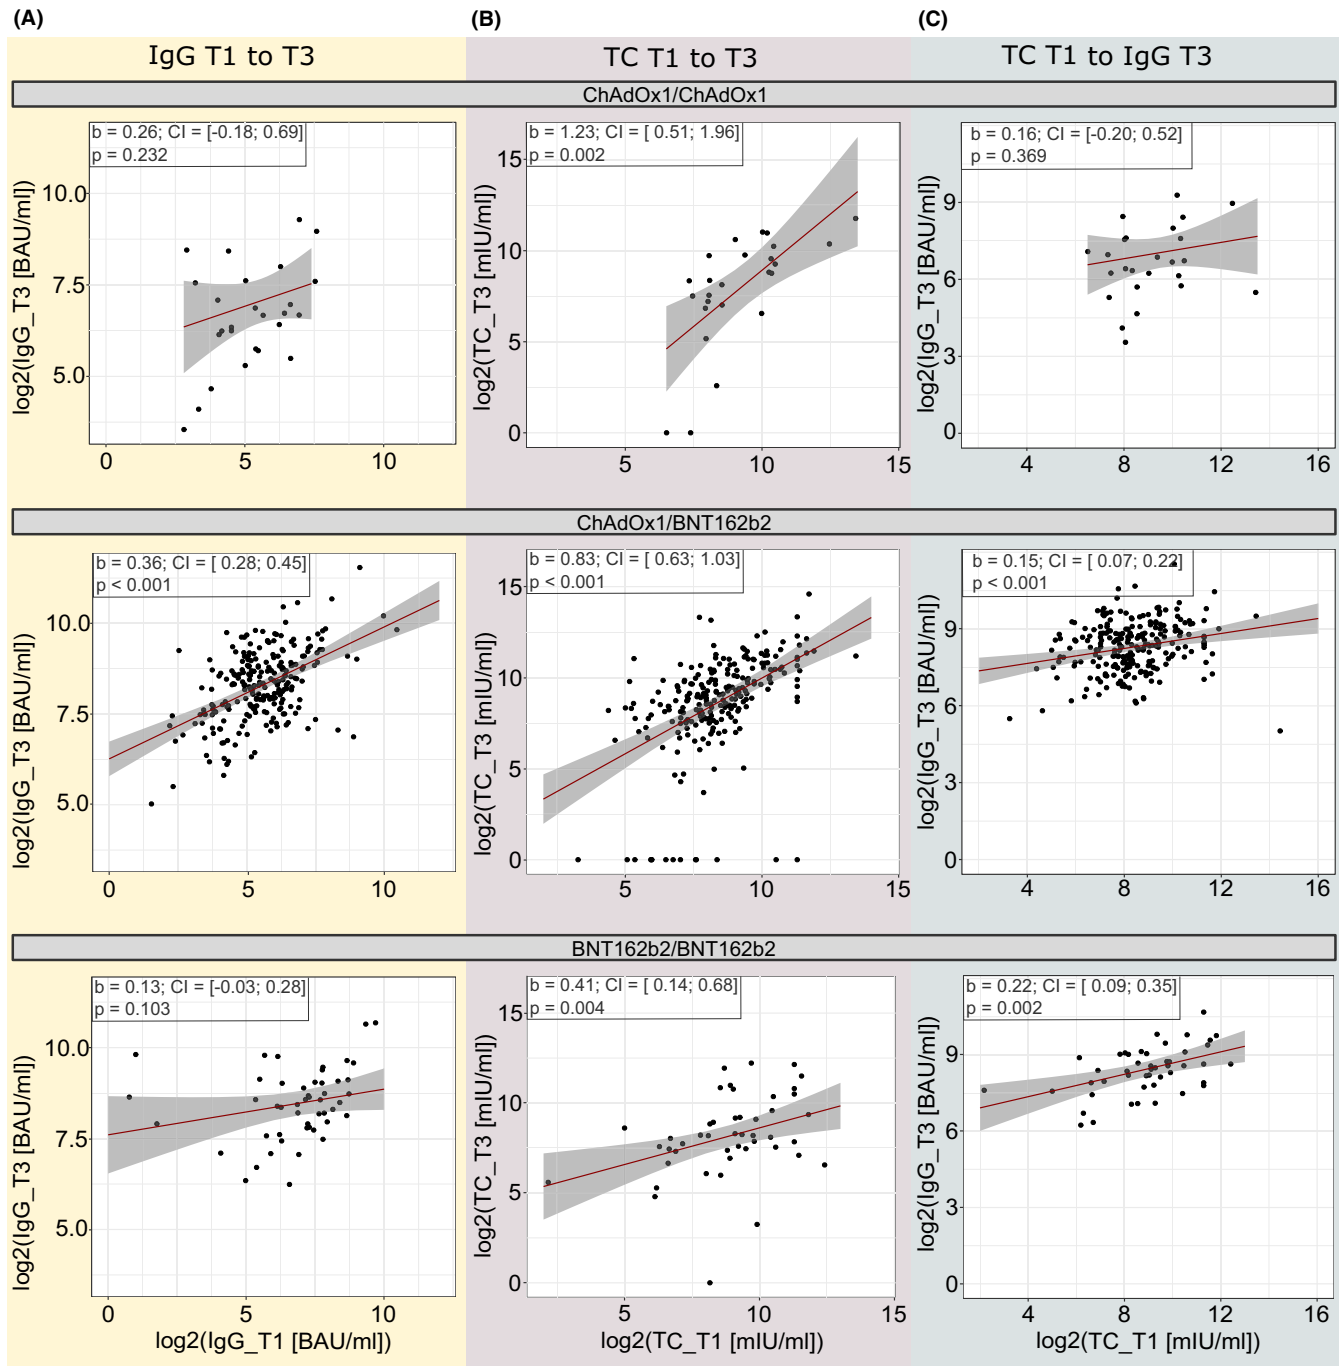 (A)
(B)
(C)
IgG T1 to T3
TC T1 to T3
TC T1 to IgG T3
ChAdOx1/ChAdOx1
b = 0.26; CI = [-0.18; 0.69]
p = 0.232
log2(IgG_T3 [BAU/ml])
10.0
7.5
5.0
0
5
10
b = 1.23; CI = [ 0.51; 1.96]
p = 0.002
log2(TC_T3 [mIU/ml])
15
10
5
0
5
10
15
b = 0.16; CI = [-0.20; 0.52]
p = 0.369
log2(IgG_T3 [BAU/ml])
9
6
3
0
4
8
12
16
ChAdOx1/BNT162b2
b = 0.36; CI = [ 0.28; 0.45]
p < 0.001
log2(IgG_T3 [BAU/ml])
10.0
7.5
5.0
0
5
10
b = 0.83; CI = [ 0.63; 1.03]
p < 0.001
log2(TC_T3 [mIU/ml])
15
10
5
0
5
10
15
b = 0.15; CI = [ 0.07; 0.22]
p < 0.001
log2(IgG_T3 [BAU/ml])
9
6
3
0
4
8
12
16
BNT162b2/BNT162b2
b = 0.13; CI = [-0.03; 0.28]
p = 0.103
log2(IgG_T3 [BAU/ml])
10.0
7.5
5.0
0
5
10
log2(IgG_T1 [BAU/ml])
b = 0.41; CI = [ 0.14; 0.68]
p = 0.004
log2(TC_T3 [mIU/ml])
15
10
5
0
5
10
15
log2(TC_T1 [mIU/ml])
b = 0.22; CI = [ 0.09; 0.35]
p = 0.002
log2(IgG_T3 [BAU/ml])
9
6
3
0
4
8
12
16
log2(TC_T1 [mIU/ml])